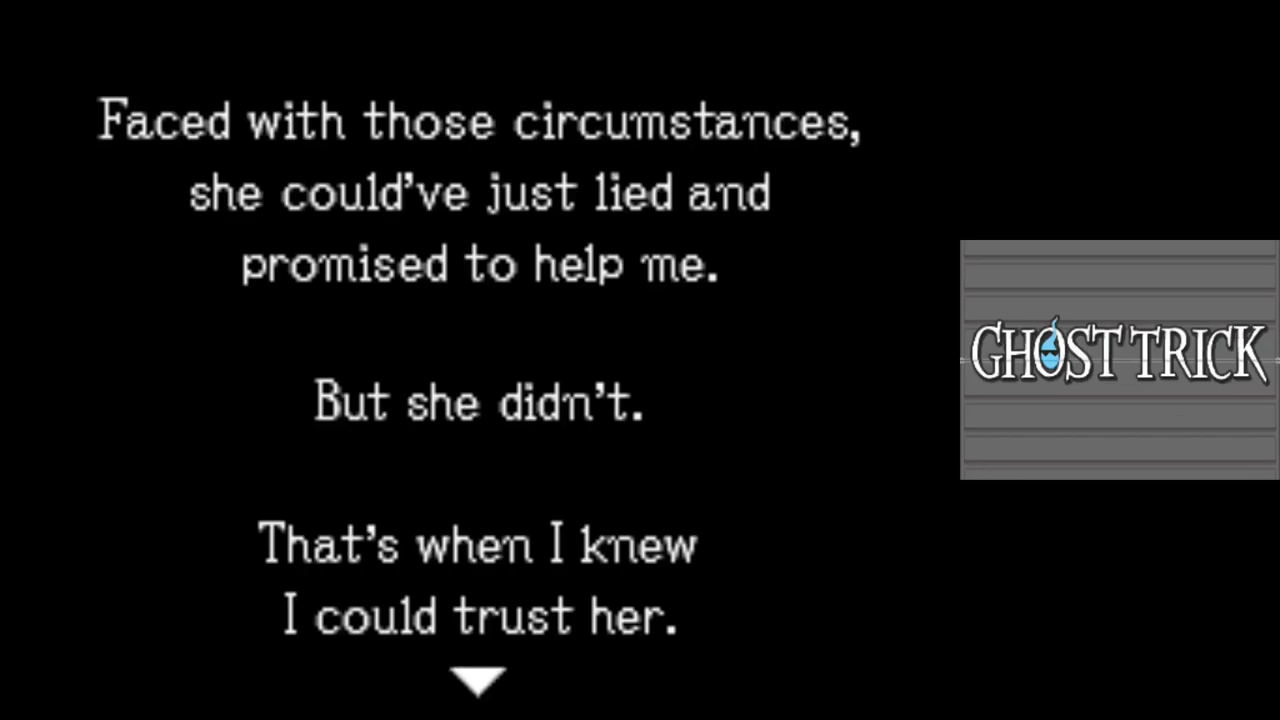 Faced with those circumstances,
she could've just lied and
promised to help me.
But she didn't.
That's when I knew
I could trust her.
GHOST TRICK